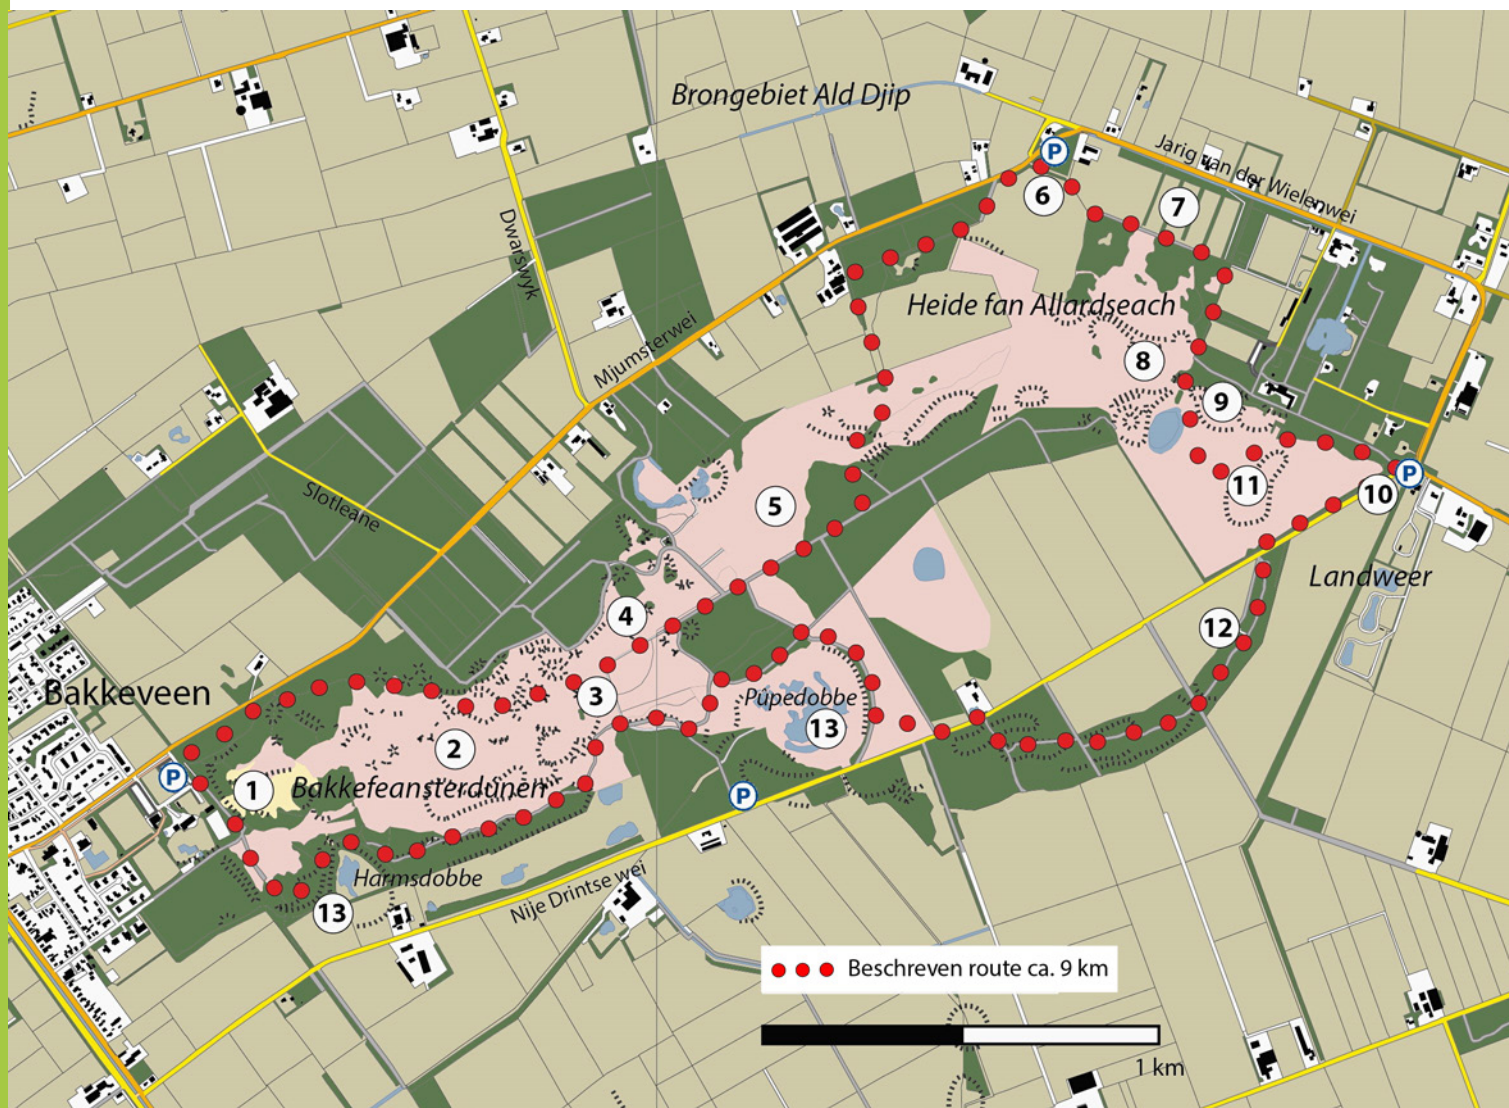 Brongebiet Ald Djip
P
Jarig van der Wielenwei
6
7
Dwarswyk
Heide fan Allardseach
Mjumsterwei
8
9
P
11
10
5
Slotleane
Landweer
4
12
Bakkeveen
3
Pûpedobbe
13
2
P
1
Bakkefeansterdúnen
P
Harmsdobbe
13
Nije Drintse wei
Beschreven route ca. 9 km
1 km